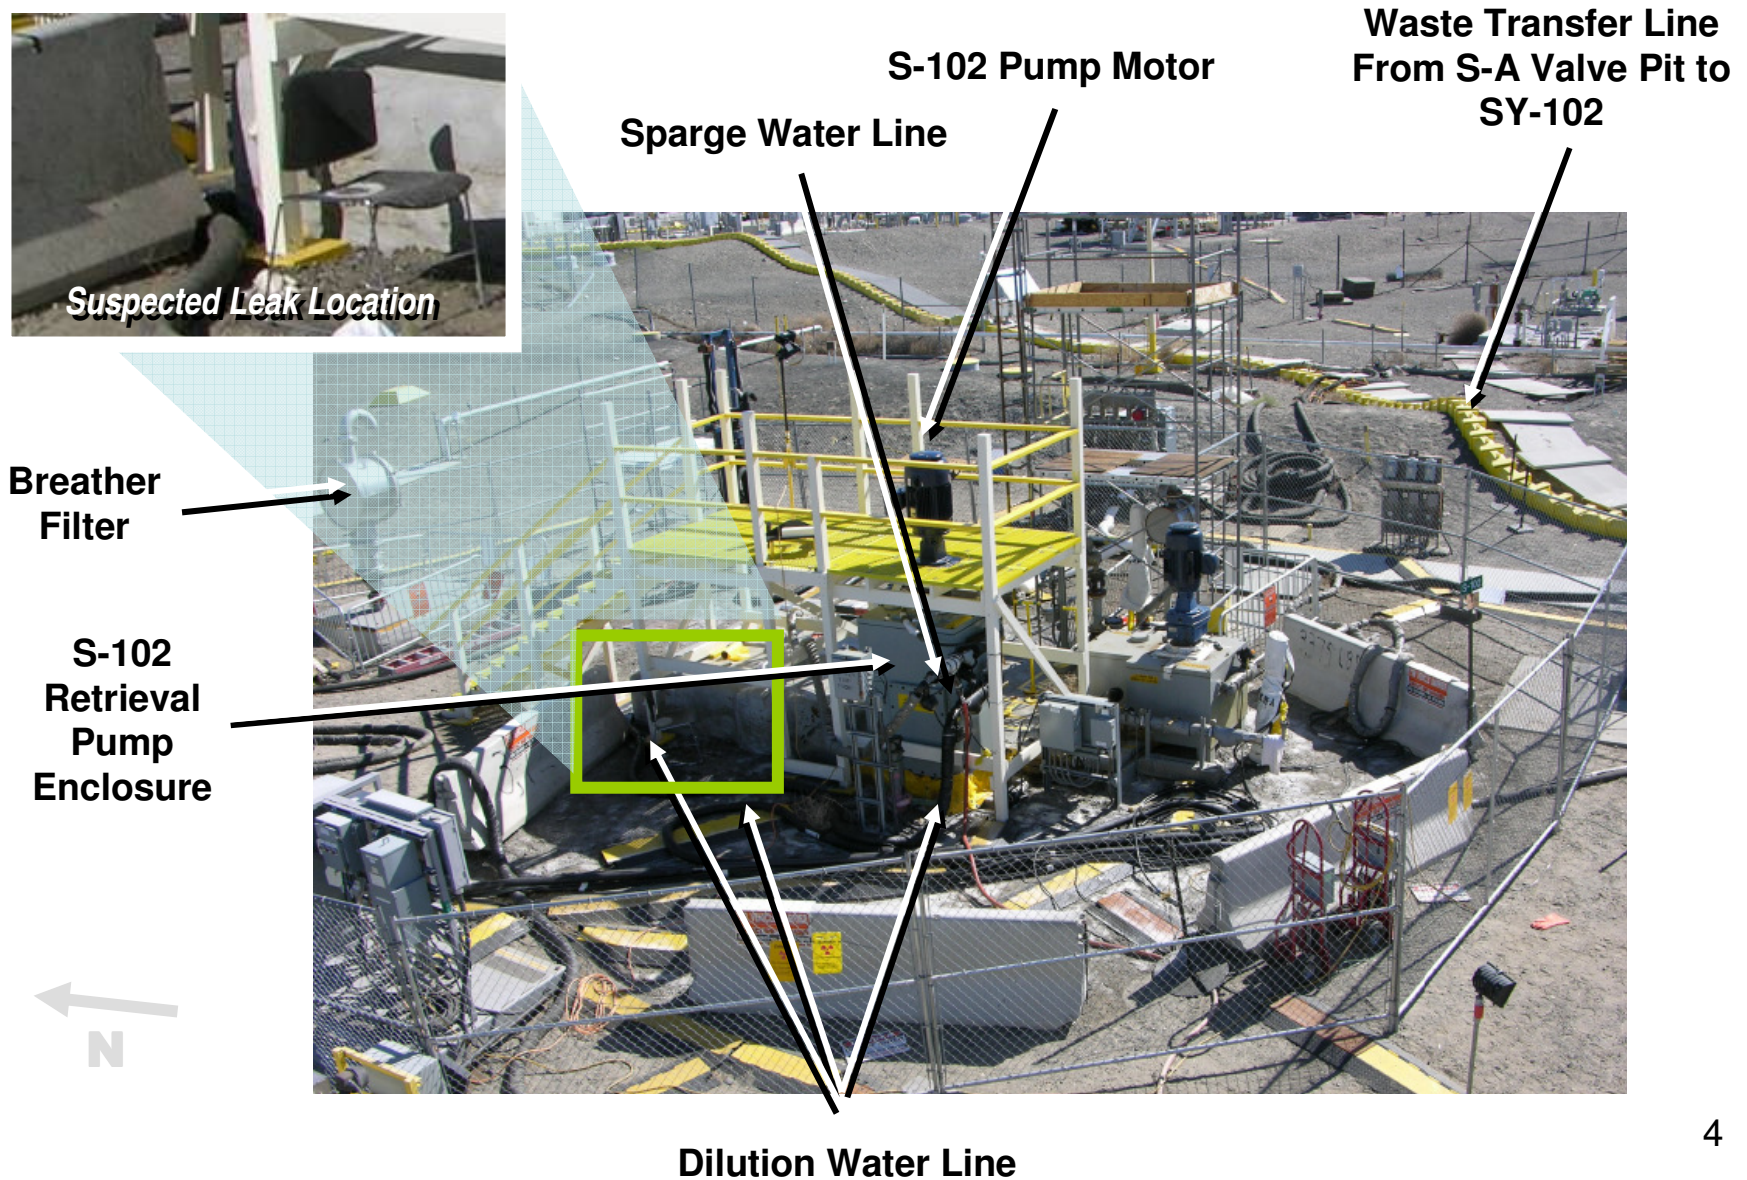 Waste Transfer Line
From S-A Valve Pit to
SY-102
S-102 Pump Motor
Sparge Water Line
Suspected Leak Location
Breather
Filter
S-102
Retrieval
Pump
Enclosure
N
Dilution Water Line
4